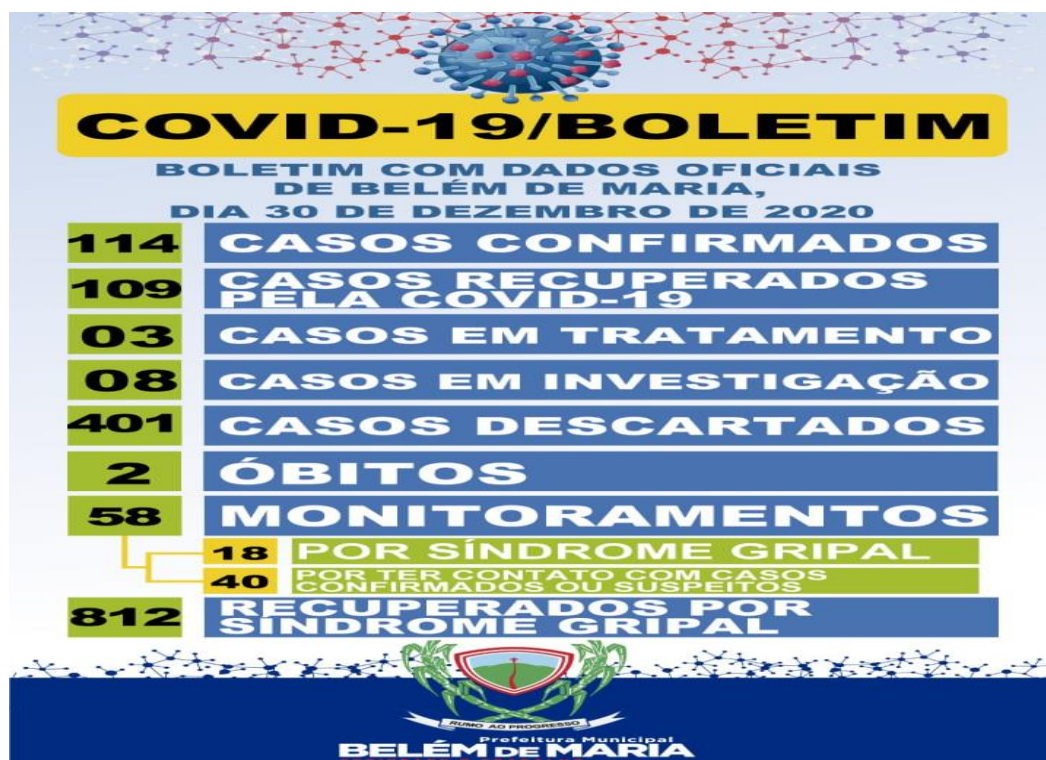 COVID-19/BOLETIM
BOLETIM COM DADOS OFICIAIS
DE BELÉM DE MARIA,
DIA 30 DE DEZEMBRO DE 2020
114 CASOS CONFIRMADOS
109 CASOS RECUPERADOS
PELA COVID-19
03 CASOS EM TRATAMENTO
08 CASOS EM INVESTIGAÇÃO
401 CASOS DESCARTADOS
2 ÓBITOS
58 MONITORAMENTOS
18 POR SÍNDROME GRIPAL
40 POR TER CONTATO COM CASOS
CONFIRMADOS OU SUSPEITOS
812 RECUPERADOS POR
SÍNDROME GRIPAL
RUMO AO PROGRESSO
Prefeitura Municipal
BELÉM DE MARIA